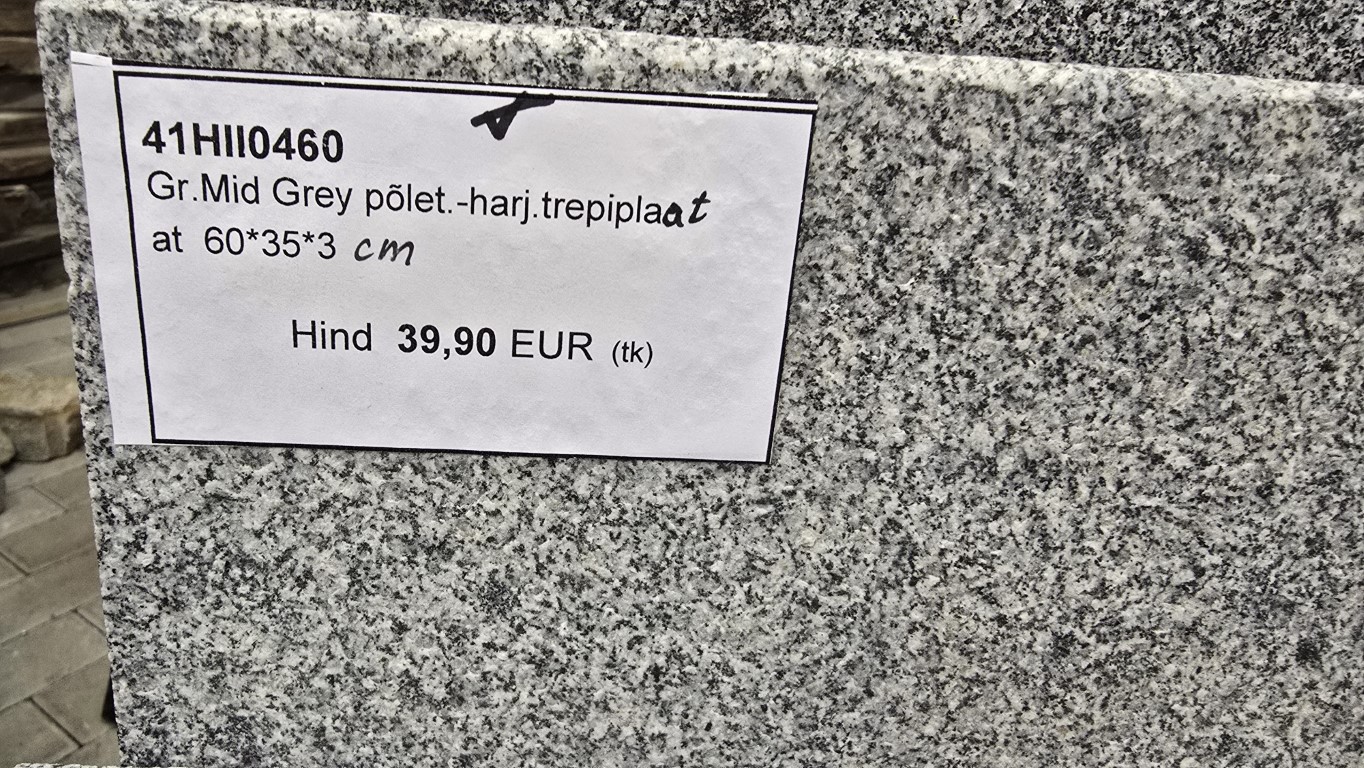 41HII0460
Gr.Mid Grey põlet.-harj.trepiplaat
at 60*35*3 cm
Hind 39,90 EUR (tk)